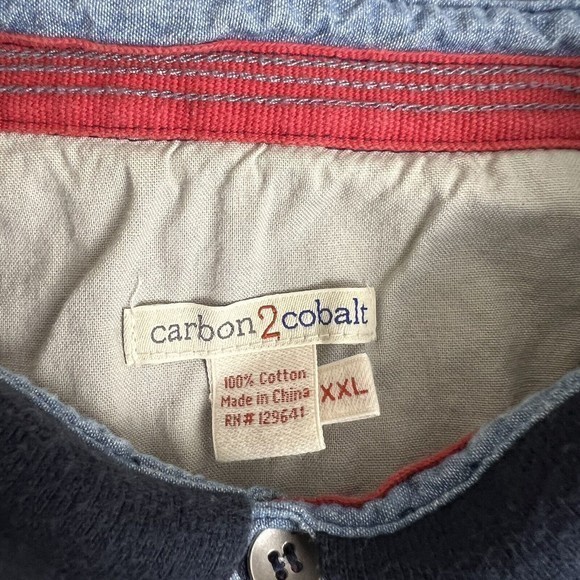 carbon2cobalt
100% Cotton
Made in China
RN#129641
XXL